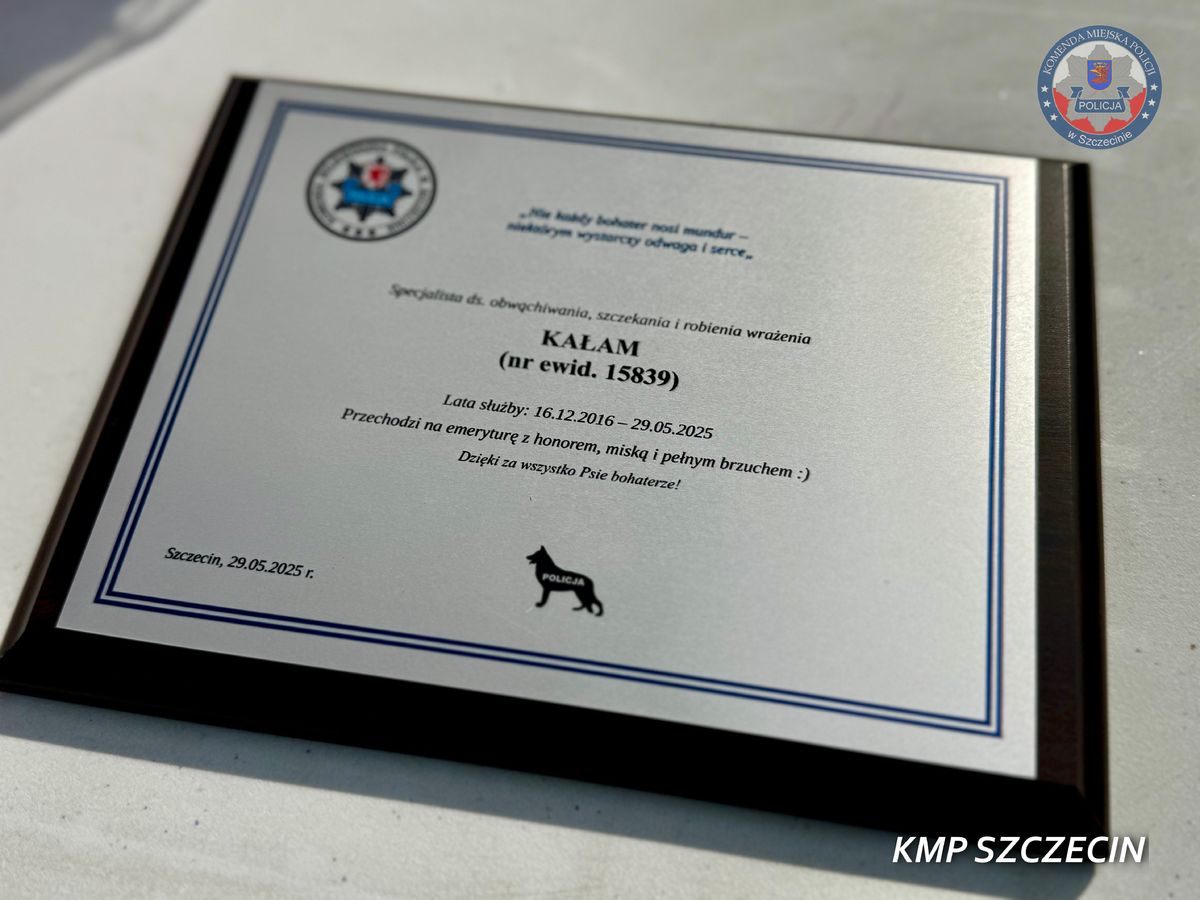 KOMENDA MIEJSKA POLICJI
POLICJA
w Szczecinie
„Nie każdy bohater nosi mundur –
niektórym wystarczy odwaga i serce„
Specjalista ds. obwąchiwania, szczekania i robienia wrażenia
KAŁAM
(nr ewid. 15839)
Lata służby: 16.12.2016 – 29.05.2025
Przechodzi na emeryturę z honorem, miską i pełnym brzuchem :)
Dzięki za wszystko Psie bohaterze!
Szczecin, 29.05.2025 r.
POLICJA
KMP SZCZECIN